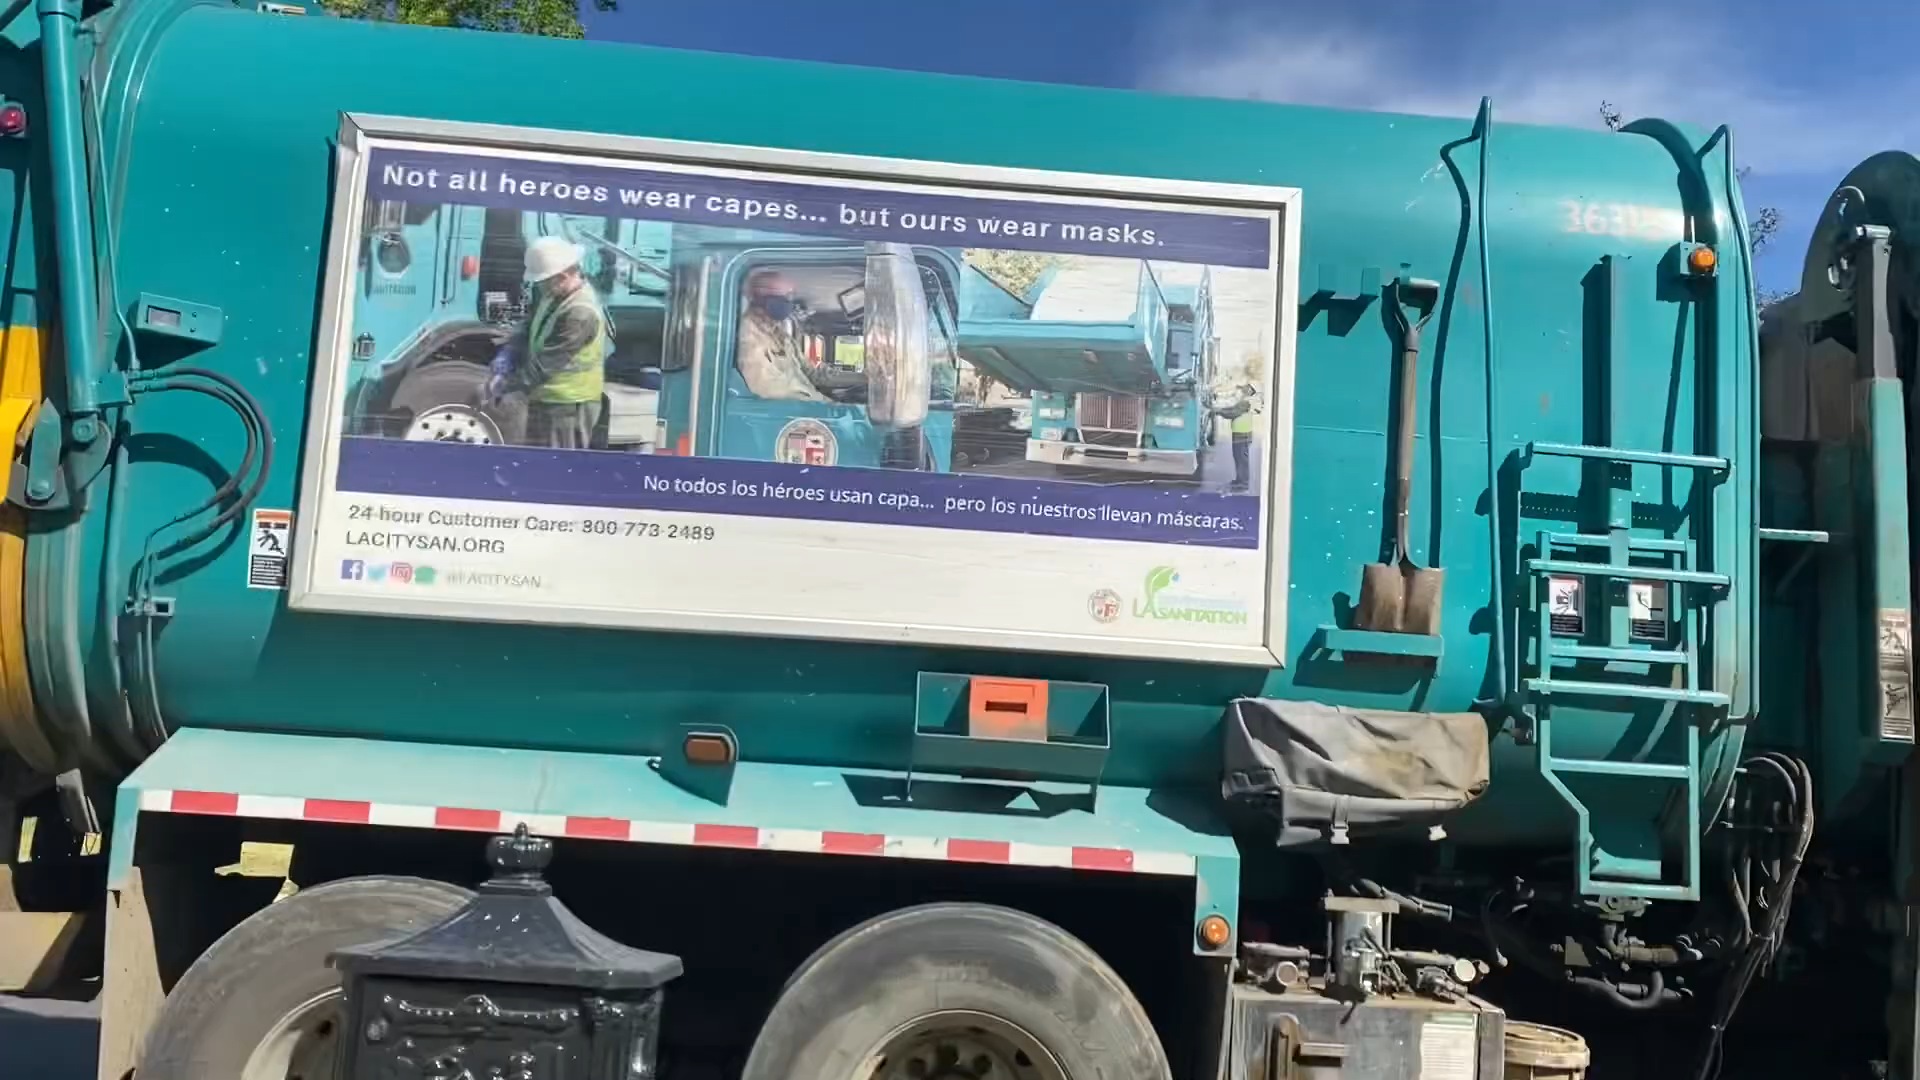 Not all heroes wear capes... but ours wear masks.
No todos los héroes usan capa... pero los nuestros llevan máscaras.
24-hour Customer Care: 800-773-2489
LACITYSAN.ORG
@LACITYSAN
LASANITATION